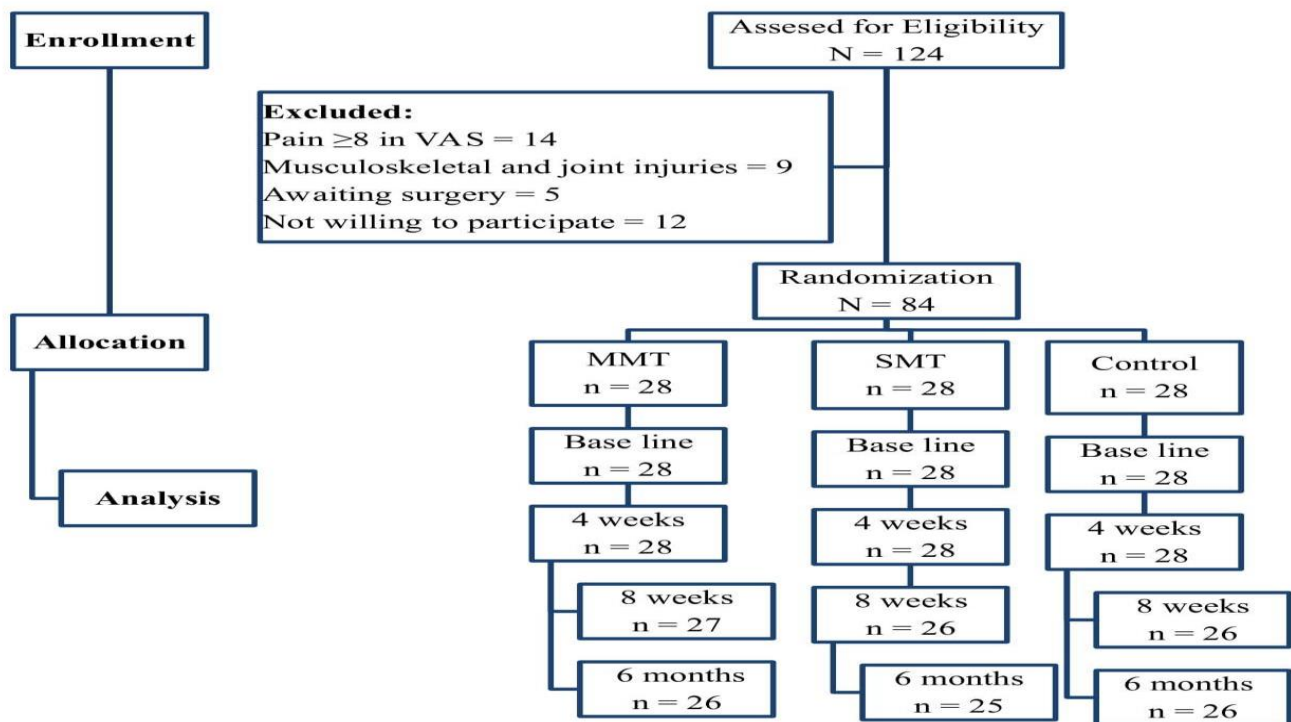 Enrollment
Assesed for Eligibility
N = 124
Excluded:
Pain ≥8 in VAS = 14
Musculoskeletal and joint injuries = 9
Awaiting surgery = 5
Not willing to participate = 12
Randomization
N = 84
Allocation
MMT
n = 28
SMT
n = 28
Control
n = 28
Base line
n = 28
Base line
n = 28
Base line
n = 28
Analysis
4 weeks
n = 28
4 weeks
n = 28
4 weeks
n = 28
8 weeks
n = 27
8 weeks
n = 26
8 weeks
n = 26
6 months
n = 26
6 months
n = 25
6 months
n = 26